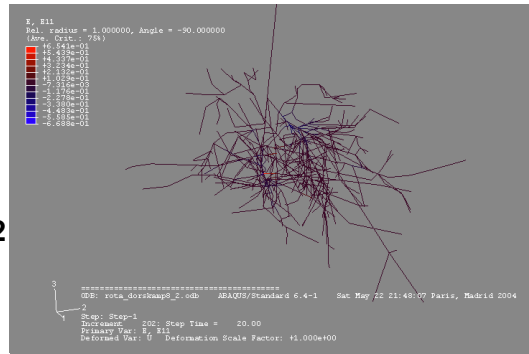 E, E11
Rel. radius = 1.000000, Angle = -90.000000
(Ave. Crit.: 75%)
+6.541e-01
+5.439e-01
+4.337e-01
+3.234e-01
+2.132e-01
+1.029e-01
-7.316e-03
-1.176e-01
-2.278e-01
-3.380e-01
-4.483e-01
-5.585e-01
-6.688e-01
2
3
2
1
ODB: rota_dorskamp8_2.odb ABAQUS/Standard 6.4-1 Sat May 22 21:48:07 Paris, Madrid 2004
Step: Step-1
Increment 202: Step Time = 20.00
Primary Var: E, E11
Deformed Var: U Deformation Scale Factor: +1.000e+00